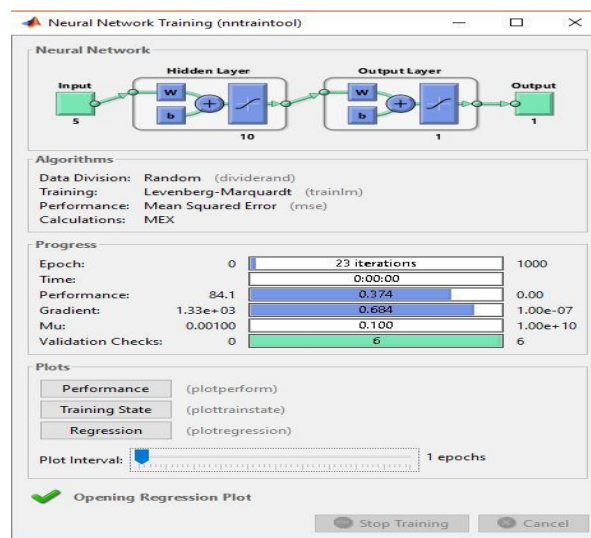 Neural Network Training (nntraintool)
Neural Network
Hidden Layer
Output Layer
Input
W
b
+
W
b
+
Output
5
10
1
1
Algorithms
Data Division: Random (dividerand)
Training: Levenberg-Marquardt (trainlm)
Performance: Mean Squared Error (mse)
Calculations: MEX
Progress
Epoch: 0 23 iterations 1000
Time: 0:00:00
Performance: 84.1 0.374 0.00
Gradient: 1.33e+03 0.684 1.00e-07
Mu: 0.00100 0.100 1.00e+10
Validation Checks: 0 6 6
Plots
Performance (plotperform)
Training State (plottrainstate)
Regression (plotregression)
Plot Interval: 1 epochs
Opening Regression Plot
Stop Training Cancel